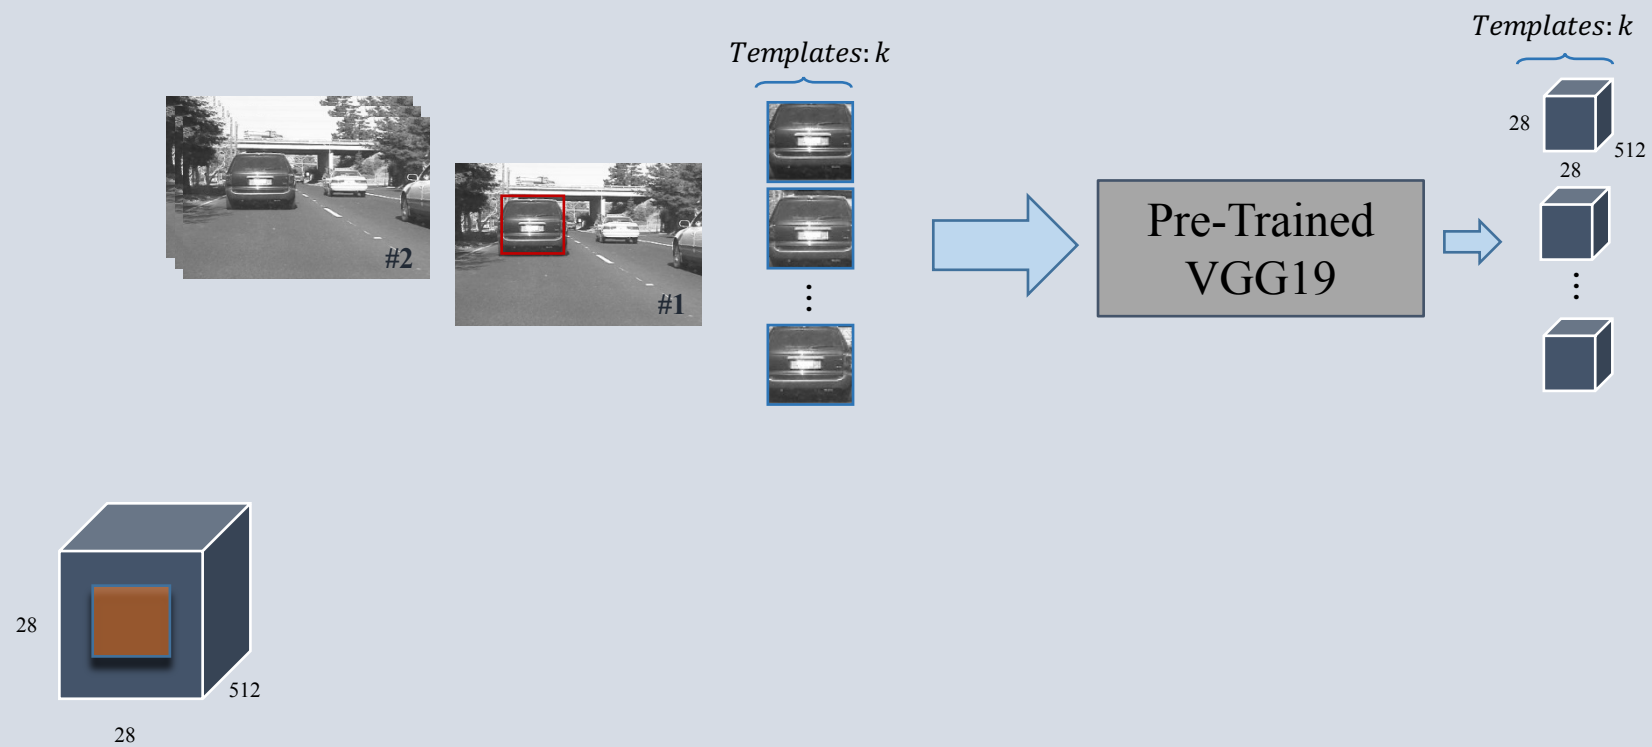 Templates: k
Templates: k
28
512
28
#2
#1
Pre-Trained
VGG19
⋮
⋮
28
512
28